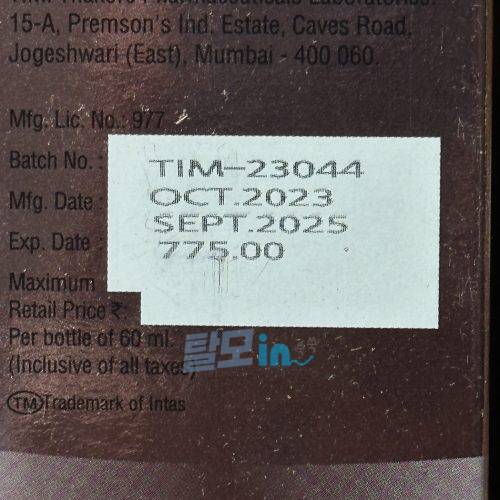 15-A, Premson's Ind. Estate, Caves Road,
Jogeshwari (East), Mumbai - 400 060.
Mfg. Lic. No.: 977
Batch No. : TIM-23044
Mfg. Date : OCT.2023
Exp. Date : SEPT.2025
Maximum 775.00
Retail Price ₹:
Per bottle of 60 ml.
(Inclusive of all taxes)
탈모in
TM Trademark of Intas